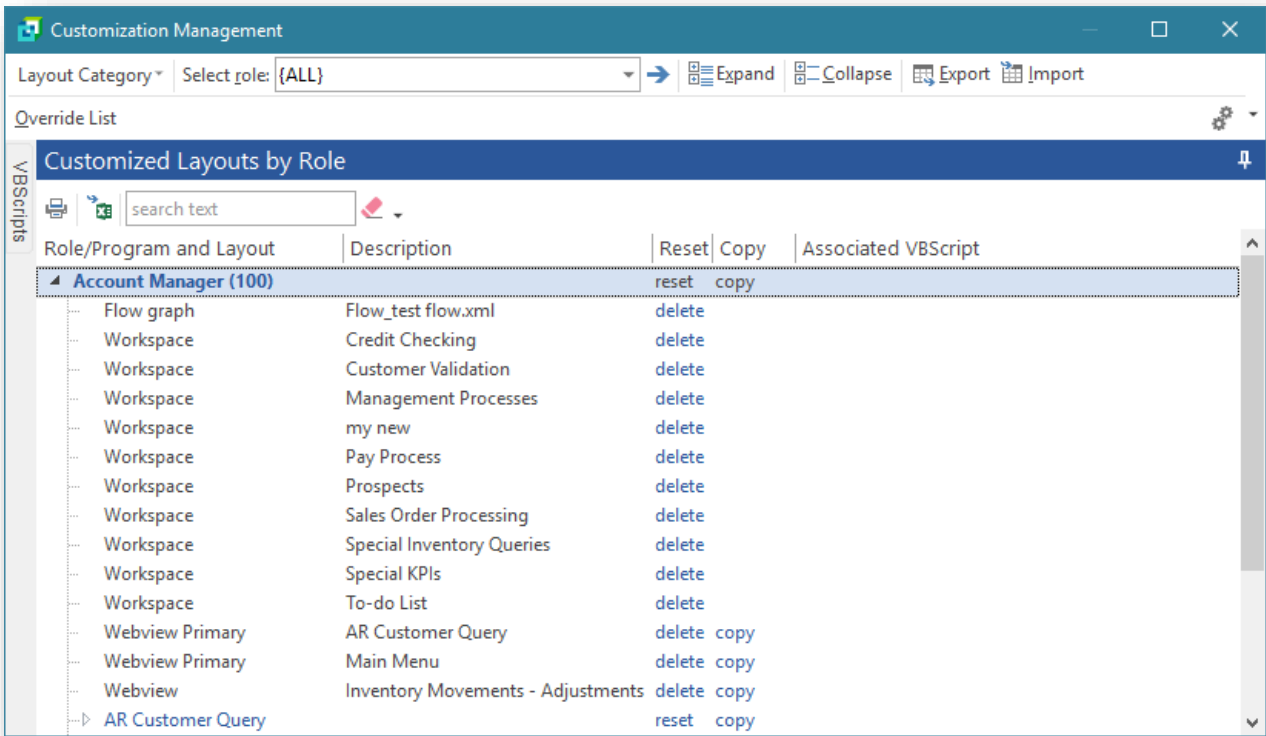 Customization Management
Layout Category Select role: {ALL} Expand Collapse Export Import
Override List
VBScripts
Customized Layouts by Role
search text
Role/Program and Layout Description Reset Copy Associated VBScript
Account Manager (100) reset copy
Flow graph Flow_test flow.xml delete
Workspace Credit Checking delete
Workspace Customer Validation delete
Workspace Management Processes delete
Workspace my new delete
Workspace Pay Process delete
Workspace Prospects delete
Workspace Sales Order Processing delete
Workspace Special Inventory Queries delete
Workspace Special KPIs delete
Workspace To-do List delete
Webview Primary AR Customer Query delete copy
Webview Primary Main Menu delete copy
Webview Inventory Movements - Adjustments delete copy
AR Customer Query reset copy